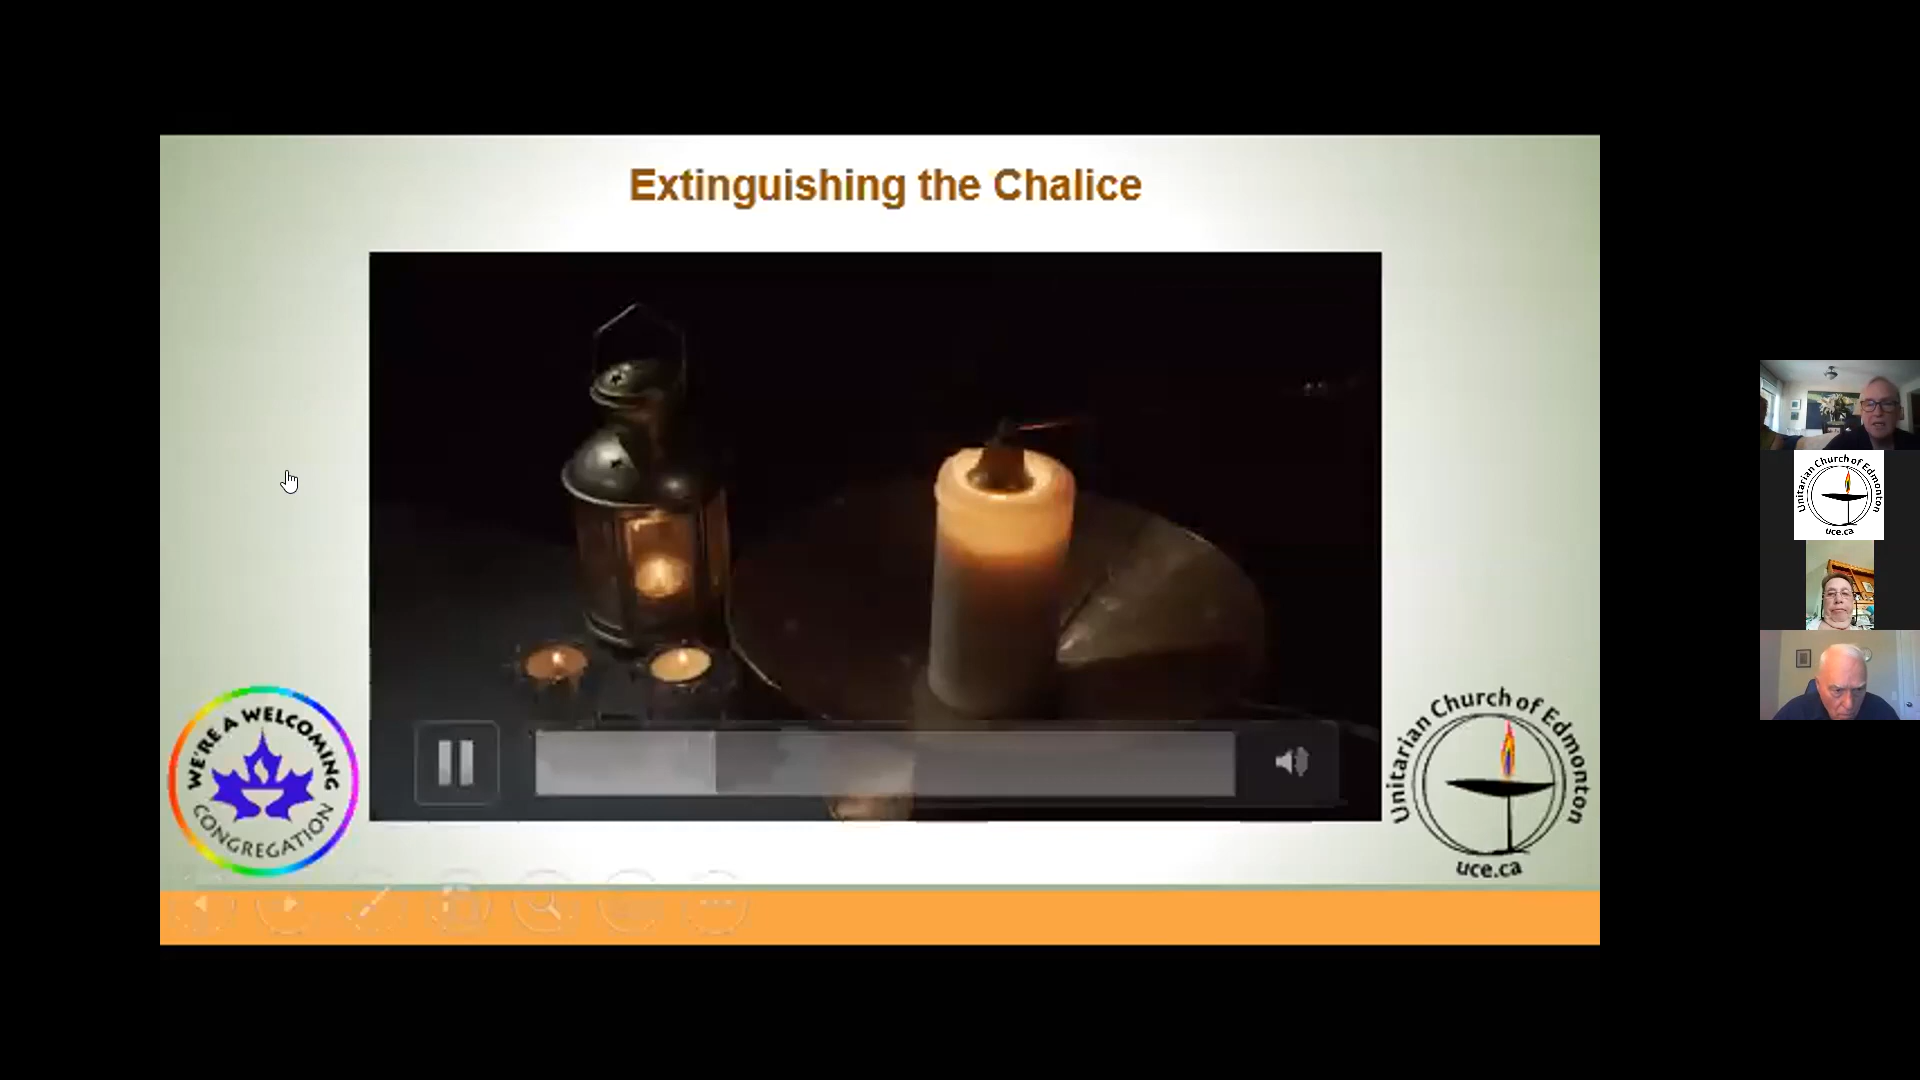 Extinguishing the Chalice
WE'RE A WELCOMING
CONGREGATION
Unitarian Church of Edmonton
uce.ca
Unitarian Church of Edmonton
uce.ca